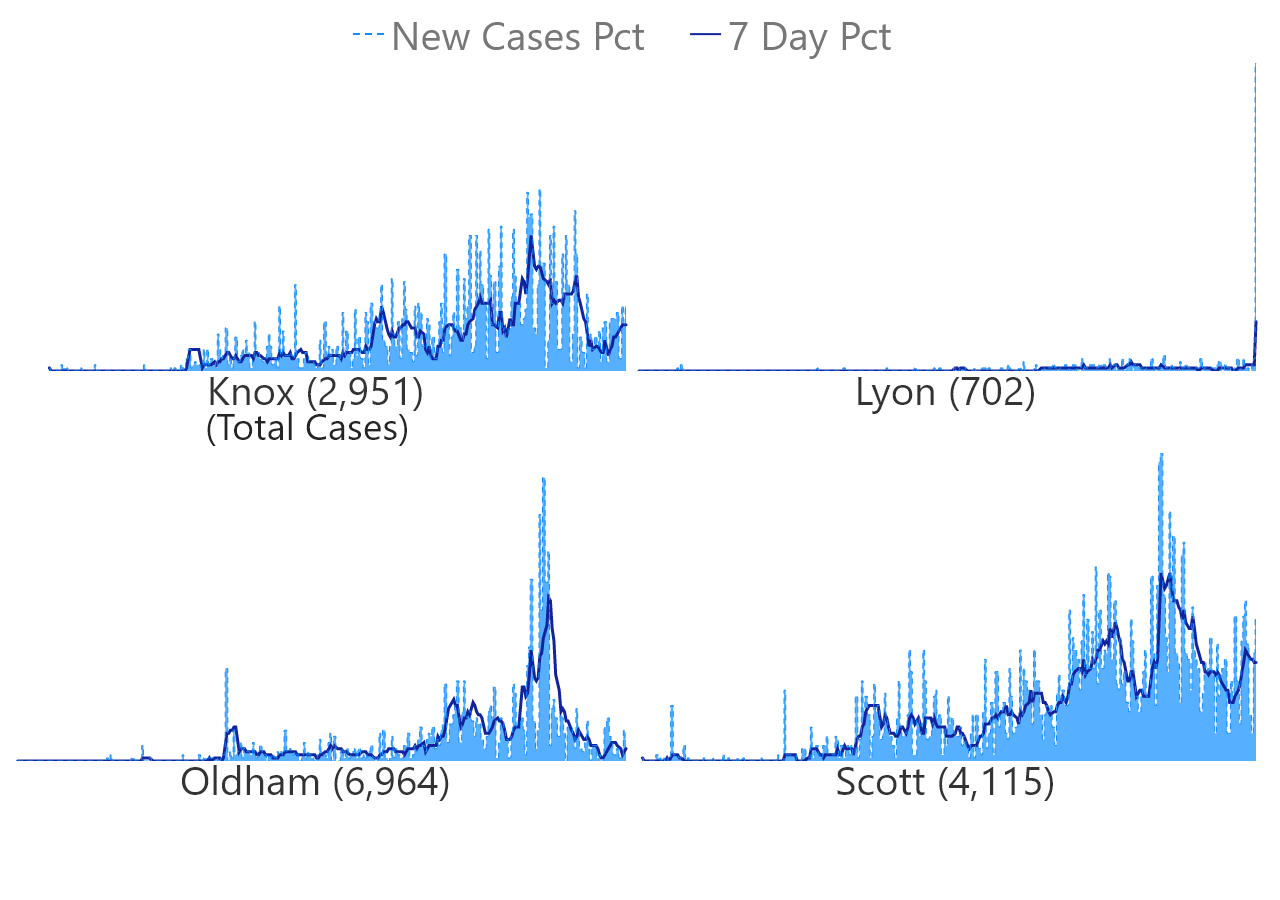 New Cases Pct 7 Day Pct
Knox (2,951)
(Total Cases)
Lyon (702)
Oldham (6,964)
Scott (4,115)